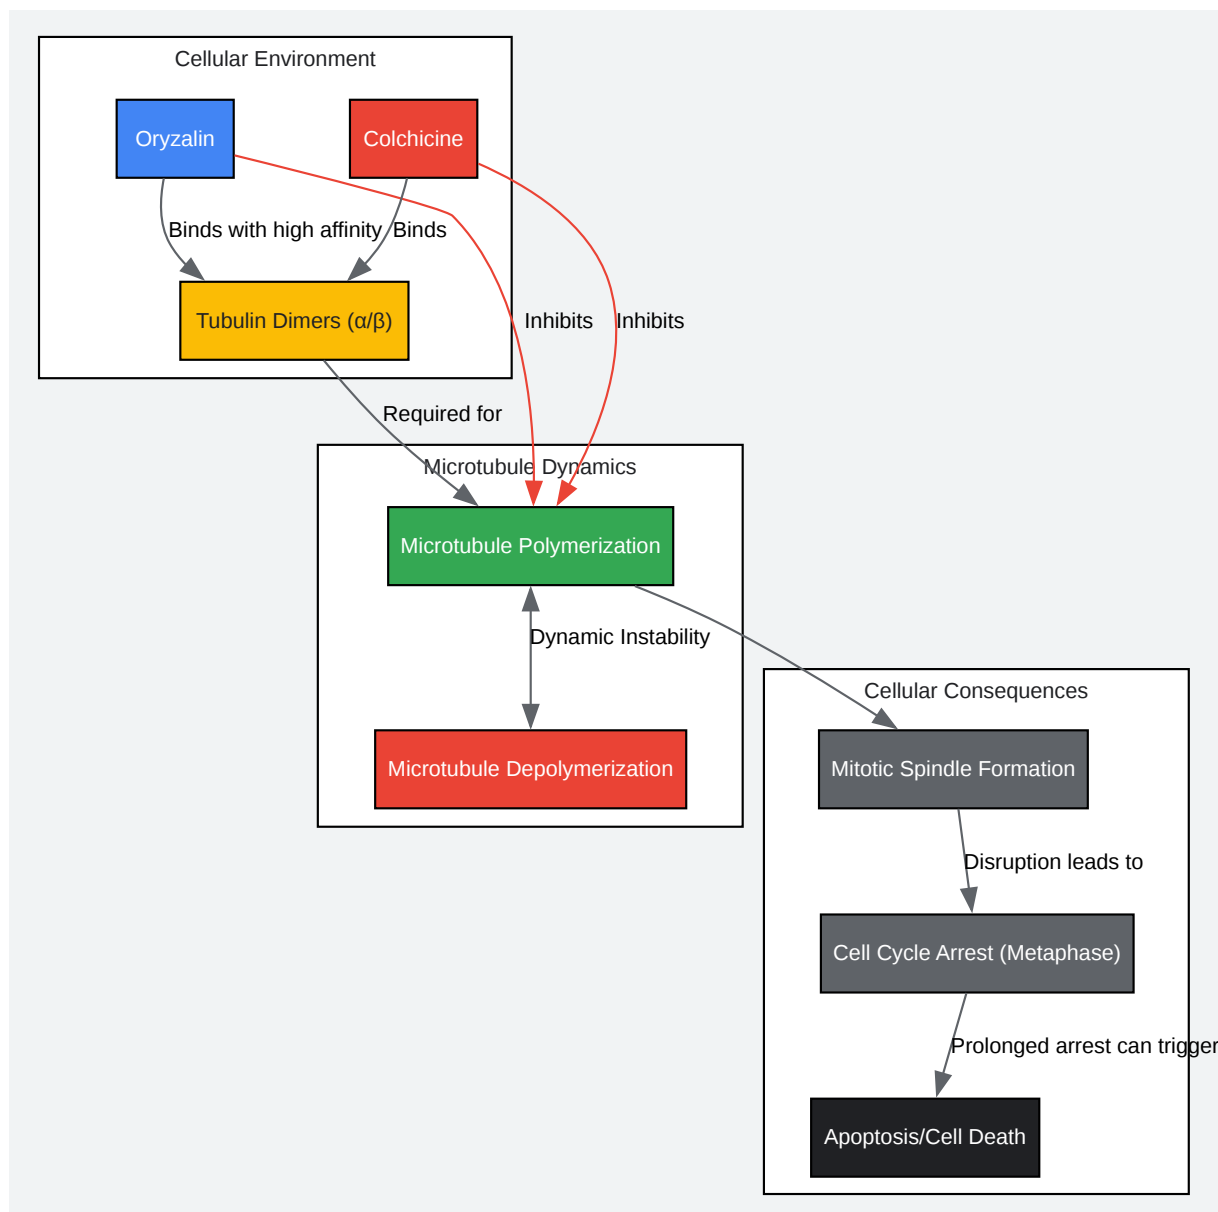 Cellular Environment
Oryzalin
Colchicine
Binds with high affinity
Binds
Tubulin Dimers (α/β)
Inhibits
Inhibits
Required for
Microtubule Dynamics
Microtubule Polymerization
Dynamic Instability
Microtubule Depolymerization
Cellular Consequences
Mitotic Spindle Formation
Disruption leads to
Cell Cycle Arrest (Metaphase)
Prolonged arrest can trigger
Apoptosis/Cell Death